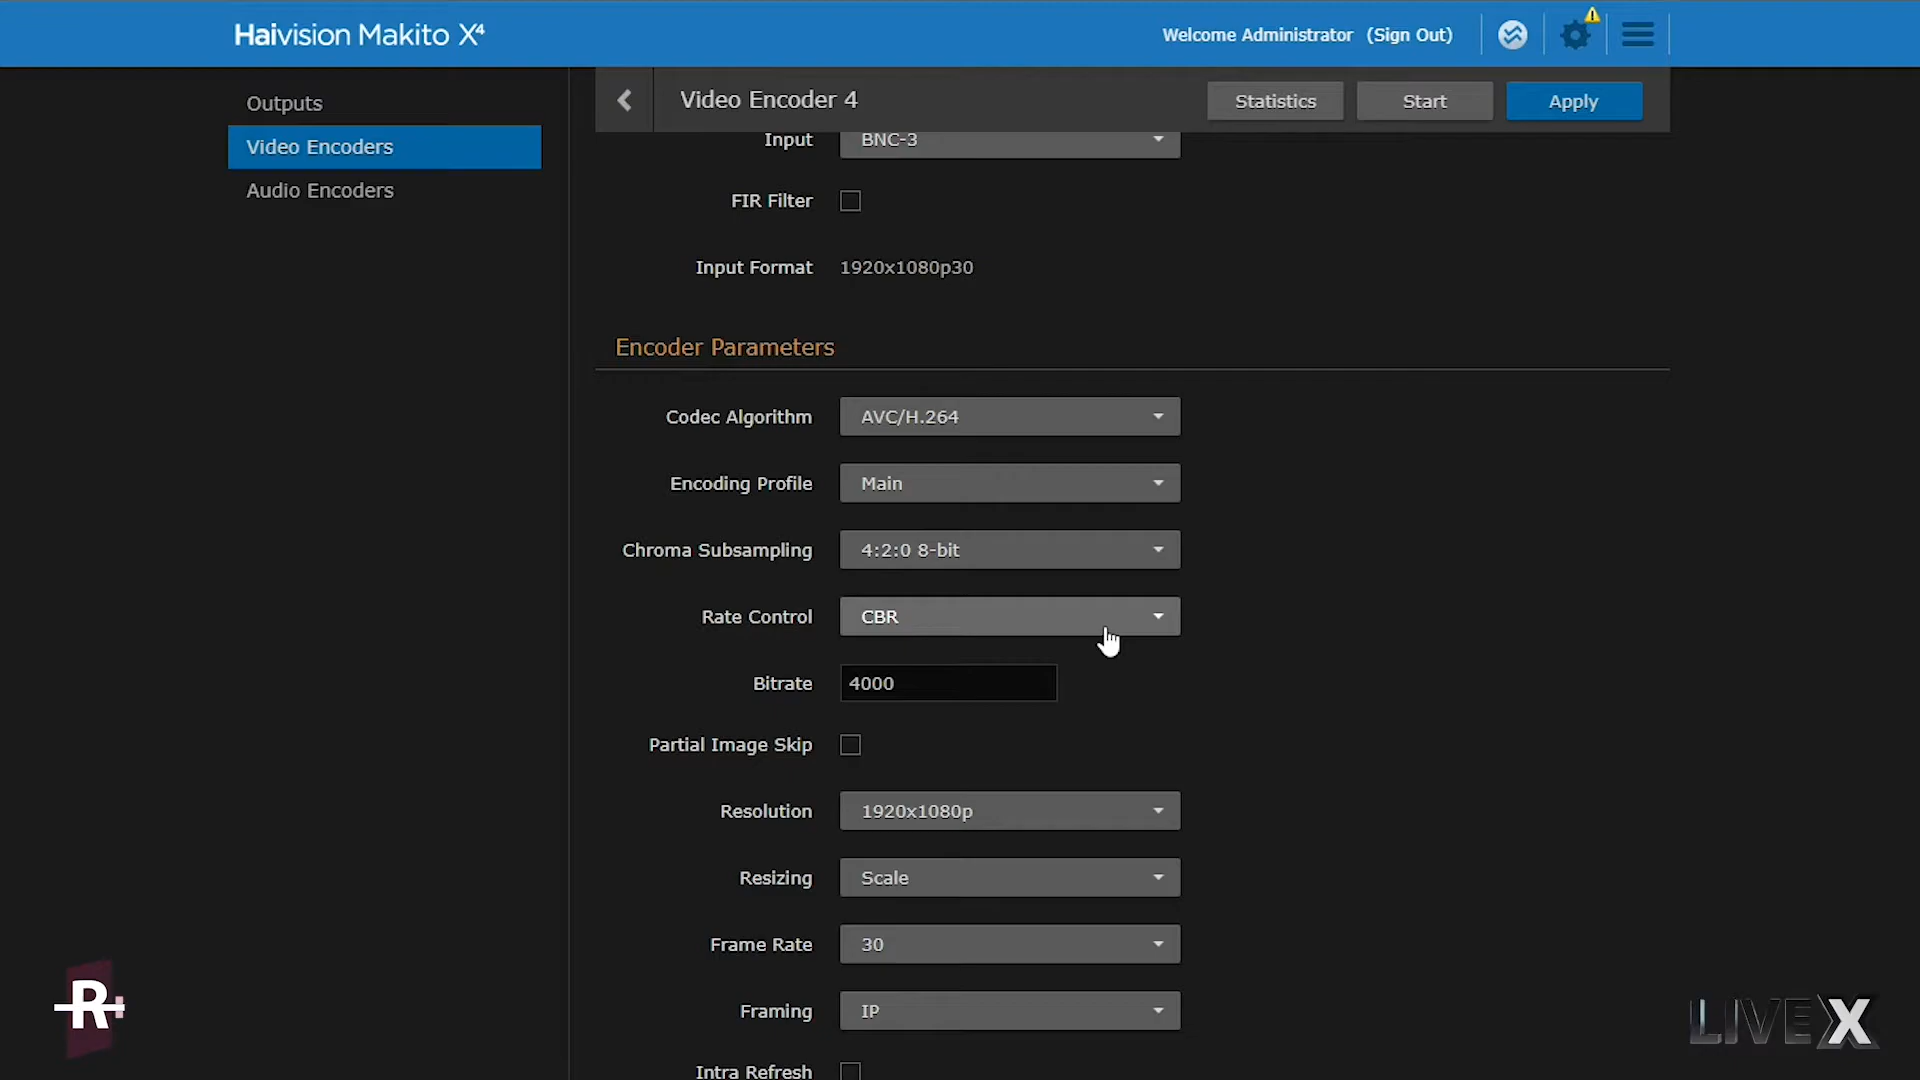 Haivision Makito X4
Welcome Administrator (Sign Out)
Outputs
Video Encoders
Audio Encoders
Video Encoder 4
Statistics
Start
Apply
Input BNC-3
FIR Filter
Input Format 1920x1080p30
Encoder Parameters
Codec Algorithm AVC/H.264
Encoding Profile Main
Chroma Subsampling 4:2:0 8-bit
Rate Control CBR
Bitrate 4000
Partial Image Skip
Resolution 1920x1080p
Resizing Scale
Frame Rate 30
Framing IP
Intra Refresh
R
LIVEX